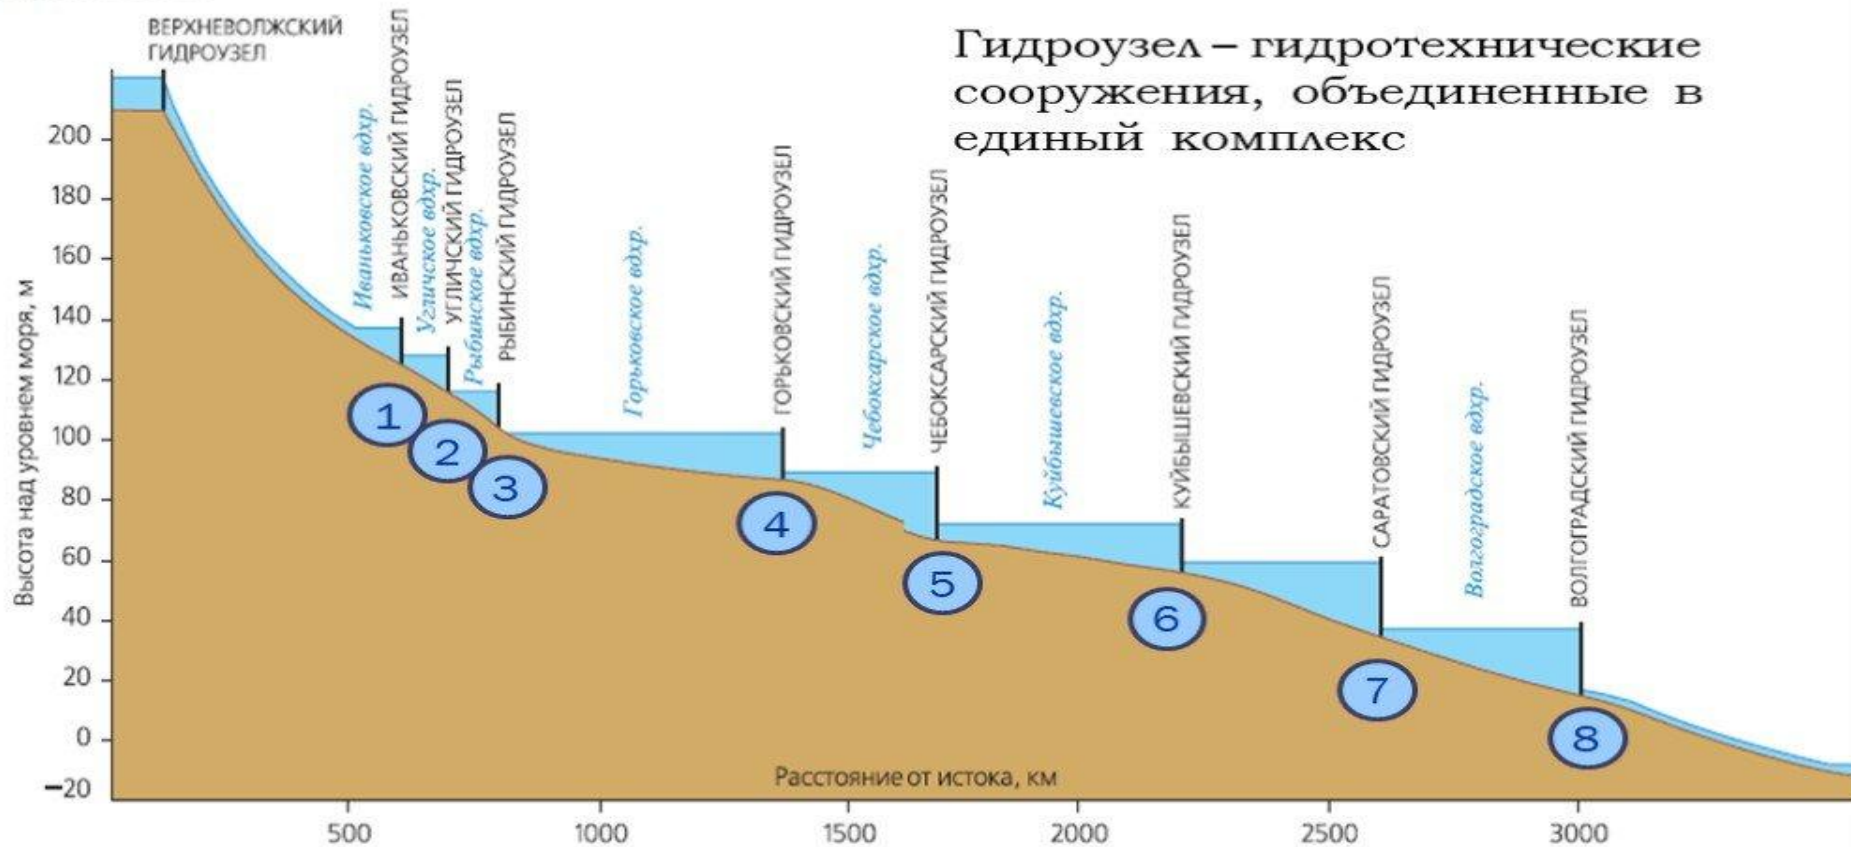 ВЕРХНЕВОЛЖСКИЙ
ГИДРОУЗЕЛ
Гидроузел – гидротехнические
сооружения, объединенные в
единый комплекс
Высота над уровнем моря, м
200
180
160
140
120
100
80
60
40
20
0
−20
Иваньковское вдхр.
ИВАНЬКОВСКИЙ ГИДРОУЗЕЛ
Угличское вдхр.
УГЛИЧСКИЙ ГИДРОУЗЕЛ
Рыбинское вдхр.
РЫБИНСКИЙ ГИДРОУЗЕЛ
Горьковское вдхр.
ГОРЬКОВСКИЙ ГИДРОУЗЕЛ
Чебоксарское вдхр.
ЧЕБОКСАРСКИЙ ГИДРОУЗЕЛ
Куйбышевское вдхр.
КУЙБЫШЕВСКИЙ ГИДРОУЗЕЛ
САРАТОВСКИЙ ГИДРОУЗЕЛ
Волгоградское вдхр.
ВОЛГОГРАДСКИЙ ГИДРОУЗЕЛ
1
2
3
4
5
6
7
8
Расстояние от истока, км
500
1000
1500
2000
2500
3000